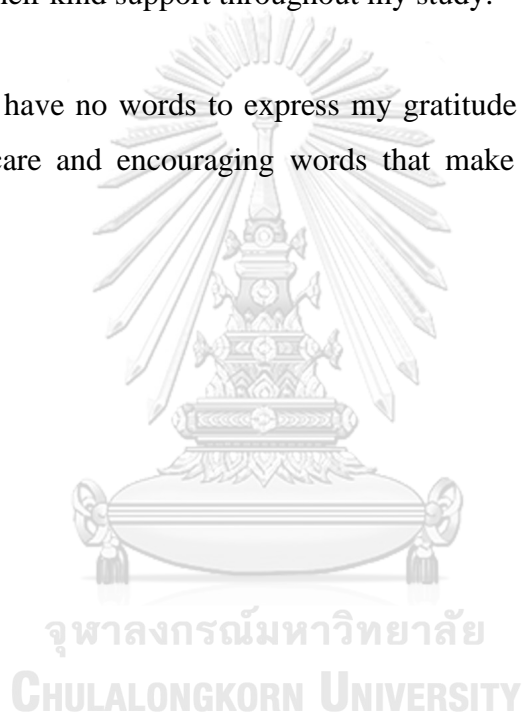 heir kind support throughout my study.
have no words to express my gratitude
care and encouraging words that make
จุฬาลงกรณ์มหาวิทยาลัย
CHULALONGKORN UNIVERSITY